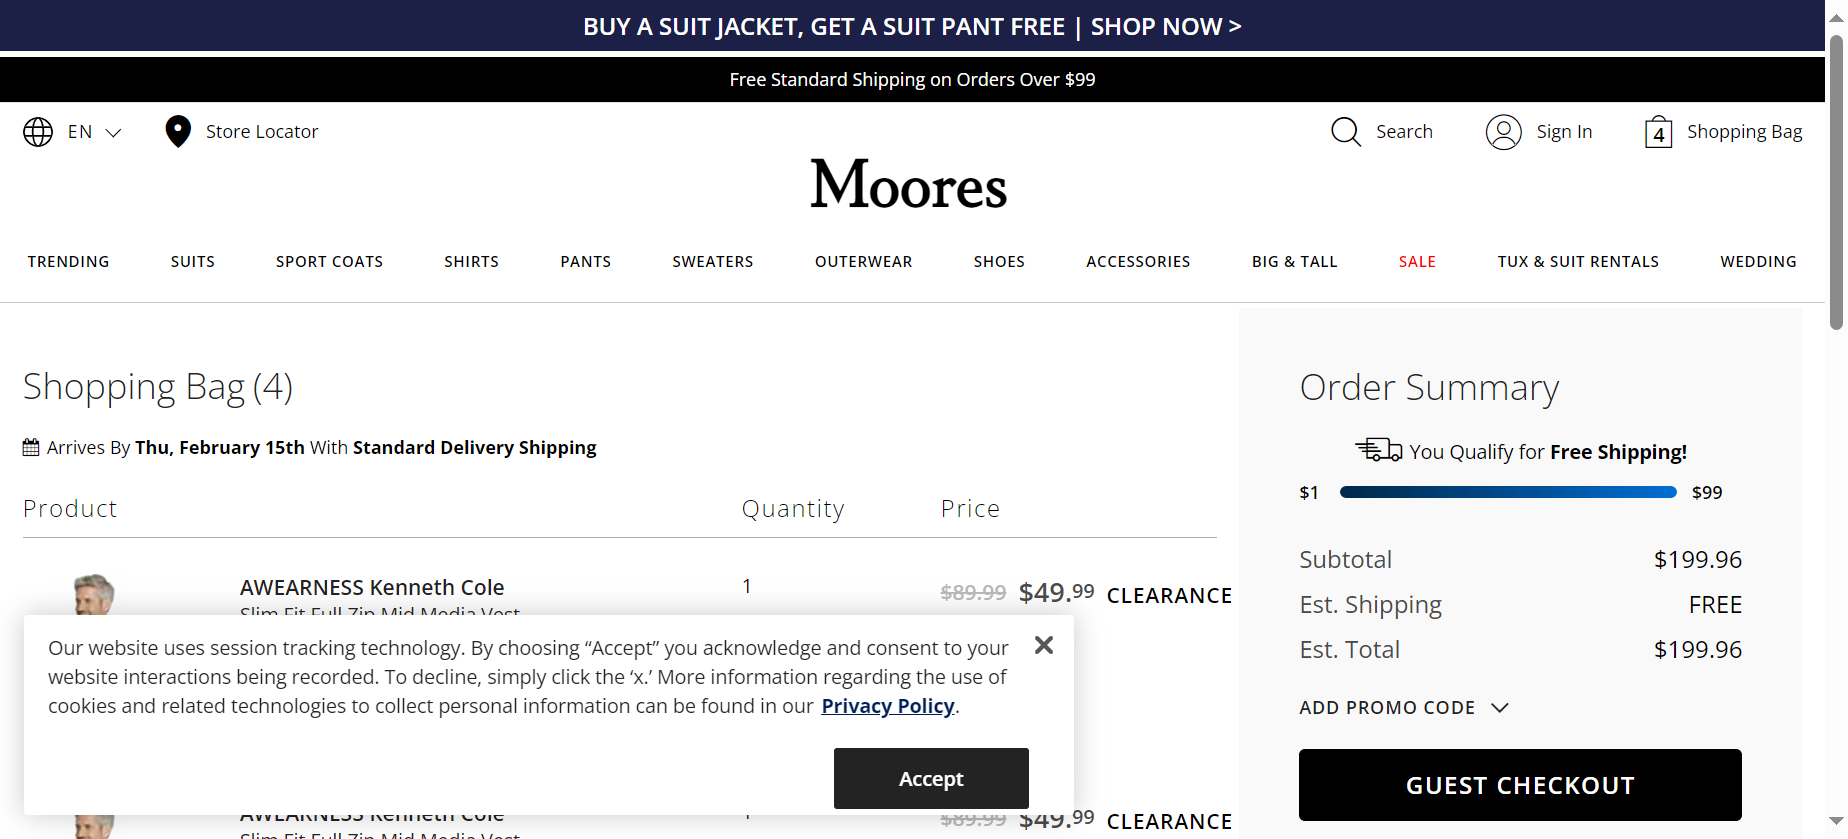 BUY A SUIT JACKET, GET A SUIT PANT FREE | SHOP NOW >
Free Standard Shipping on Orders Over $99
EN
Store Locator
Search
Sign In
4
Shopping Bag
Moores
TRENDING SUITS SPORT COATS SHIRTS PANTS SWEATERS OUTERWEAR SHOES ACCESSORIES BIG & TALL SALE TUX & SUIT RENTALS WEDDING
Shopping Bag (4)
Arrives By Thu, February 15th With Standard Delivery Shipping
Product Quantity Price
AWEARNESS Kenneth Cole 1 $89.99 $49.99 CLEARANCE
Slim Fit Full Zip Mid Media Vest
Our website uses session tracking technology. By choosing “Accept” you acknowledge and consent to your
website interactions being recorded. To decline, simply click the ‘x.’ More information regarding the use of
cookies and related technologies to collect personal information can be found in our Privacy Policy.
Accept
AWEARNESS Kenneth Cole 1 $89.99 $49.99 CLEARANCE
Slim Fit Full Zip Mid Media Vest
Order Summary
You Qualify for Free Shipping!
$1 $99
Subtotal $199.96
Est. Shipping FREE
Est. Total $199.96
ADD PROMO CODE
GUEST CHECKOUT